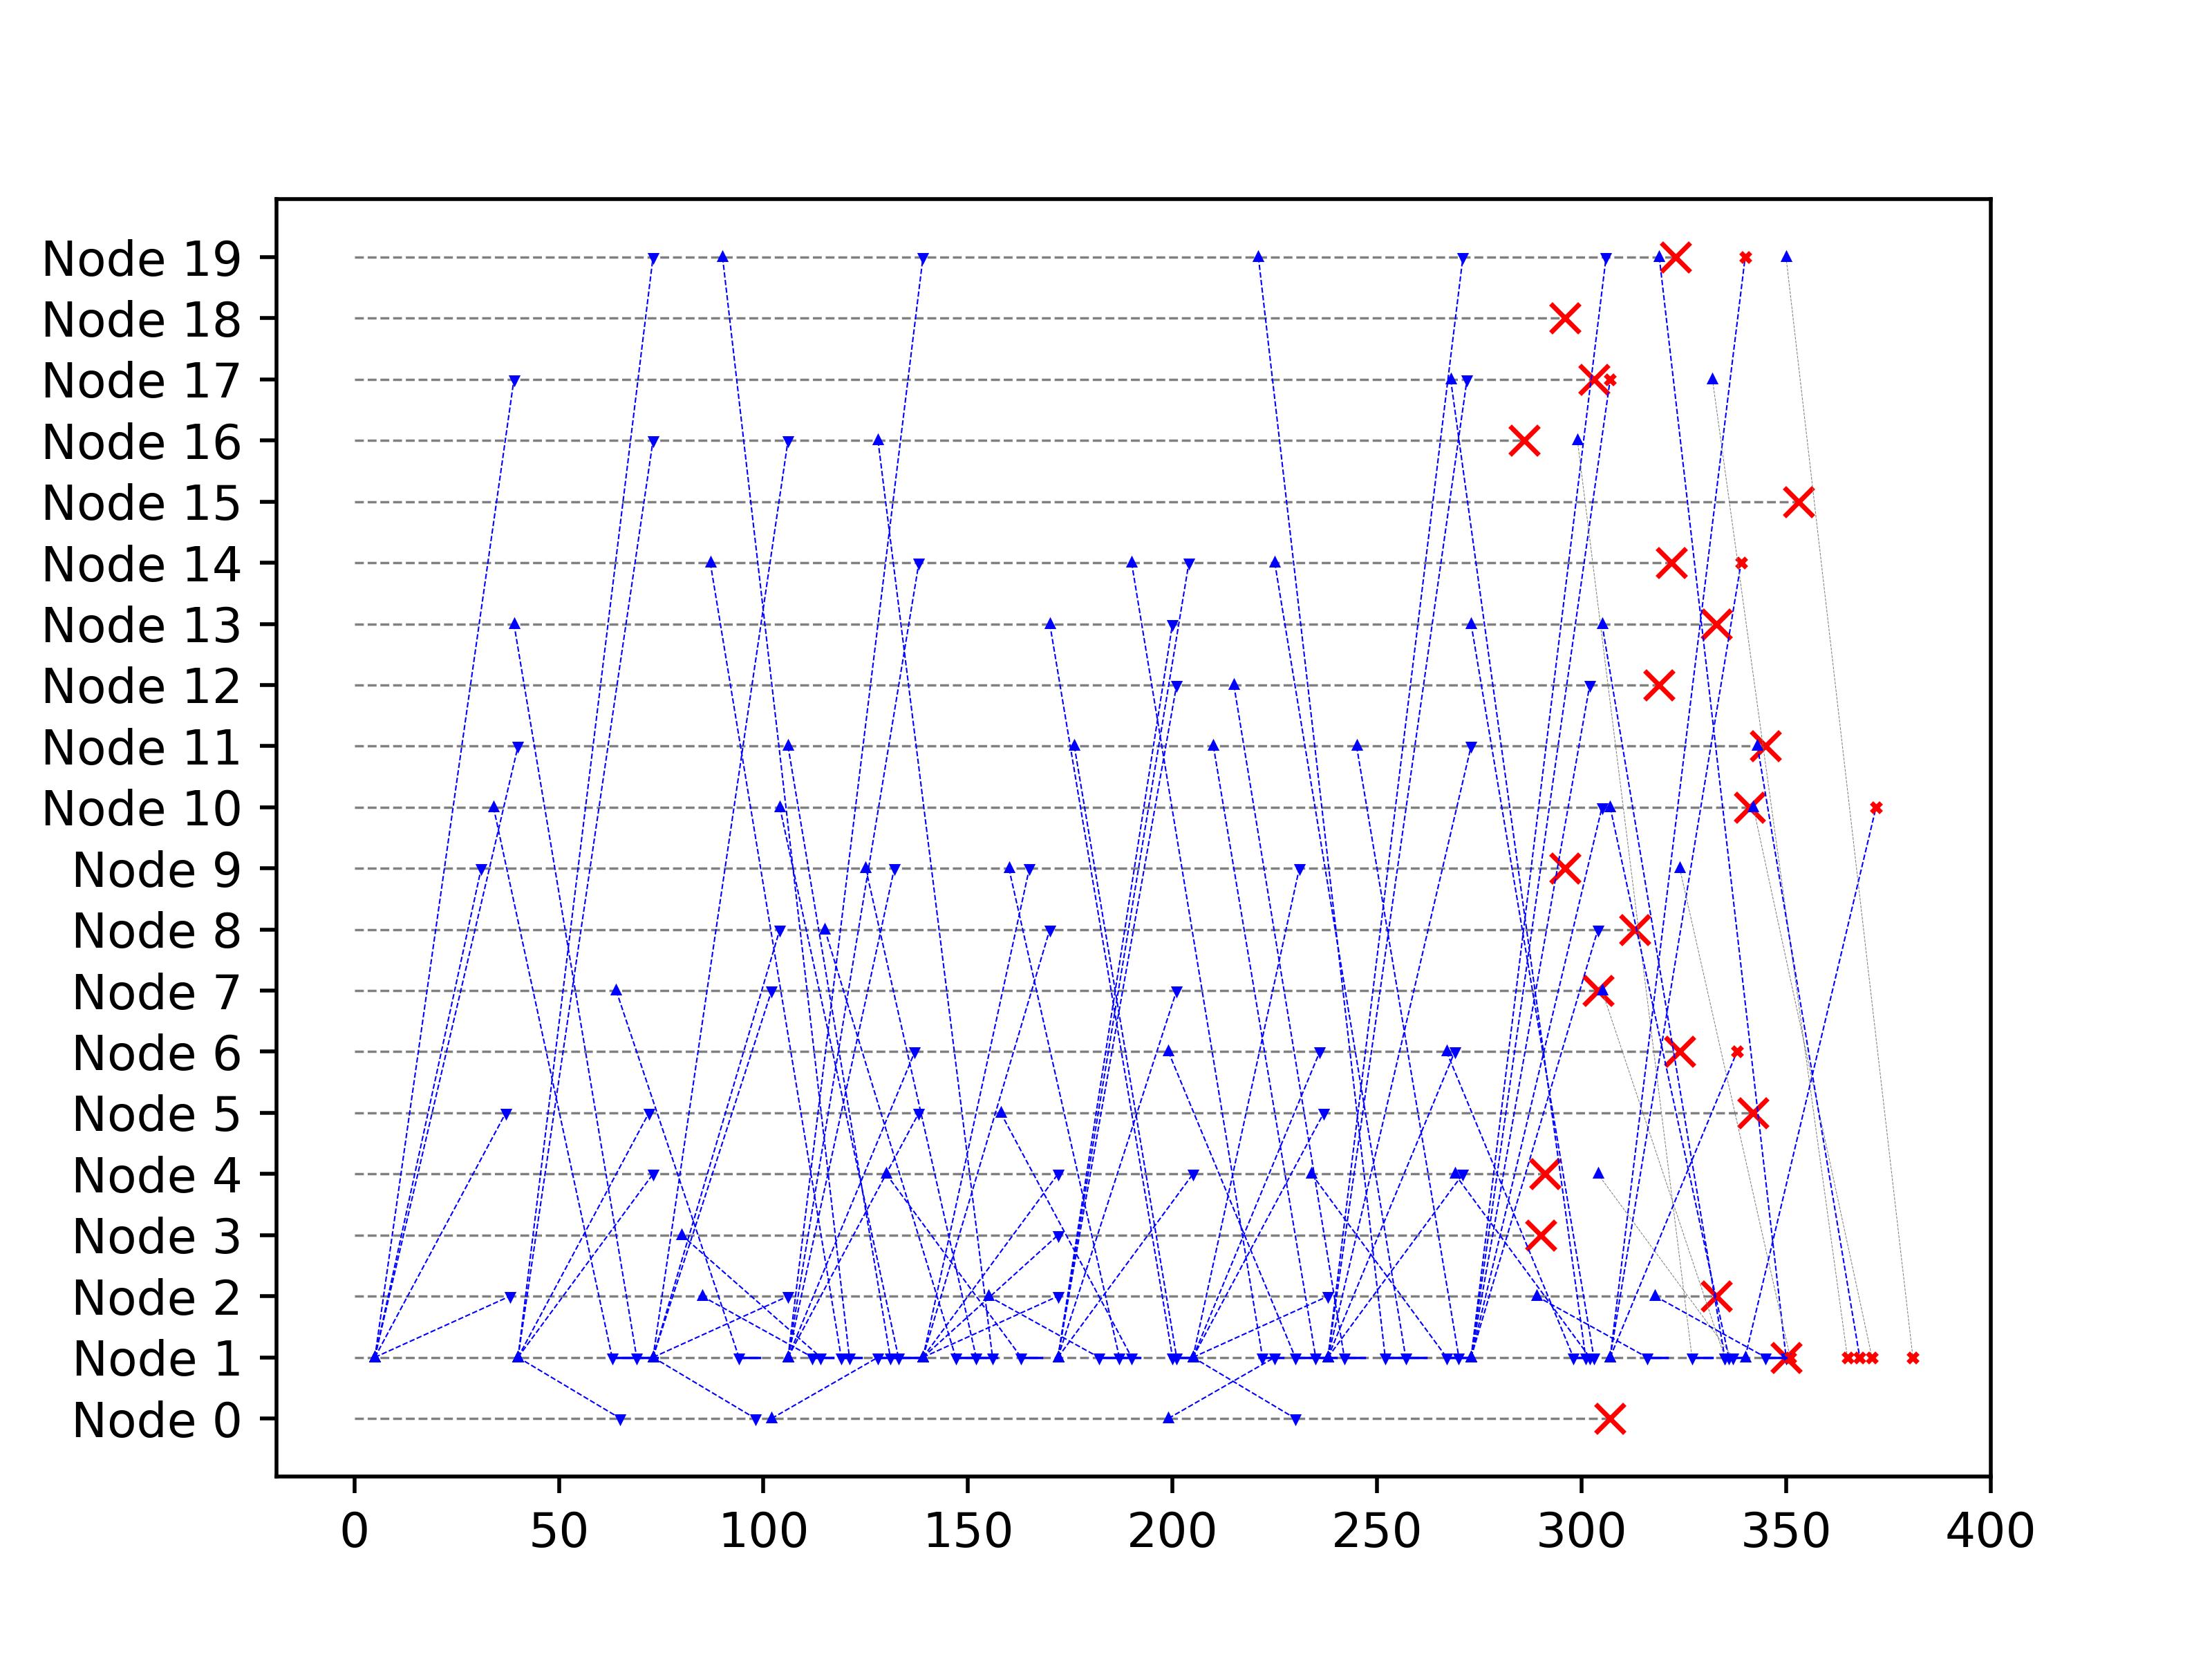 Node 19
Node 18
Node 17
Node 16
Node 15
Node 14
Node 13
Node 12
Node 11
Node 10
Node 9
Node 8
Node 7
Node 6
Node 5
Node 4
Node 3
Node 2
Node 1
Node 0
0 50 100 150 200 250 300 350 400